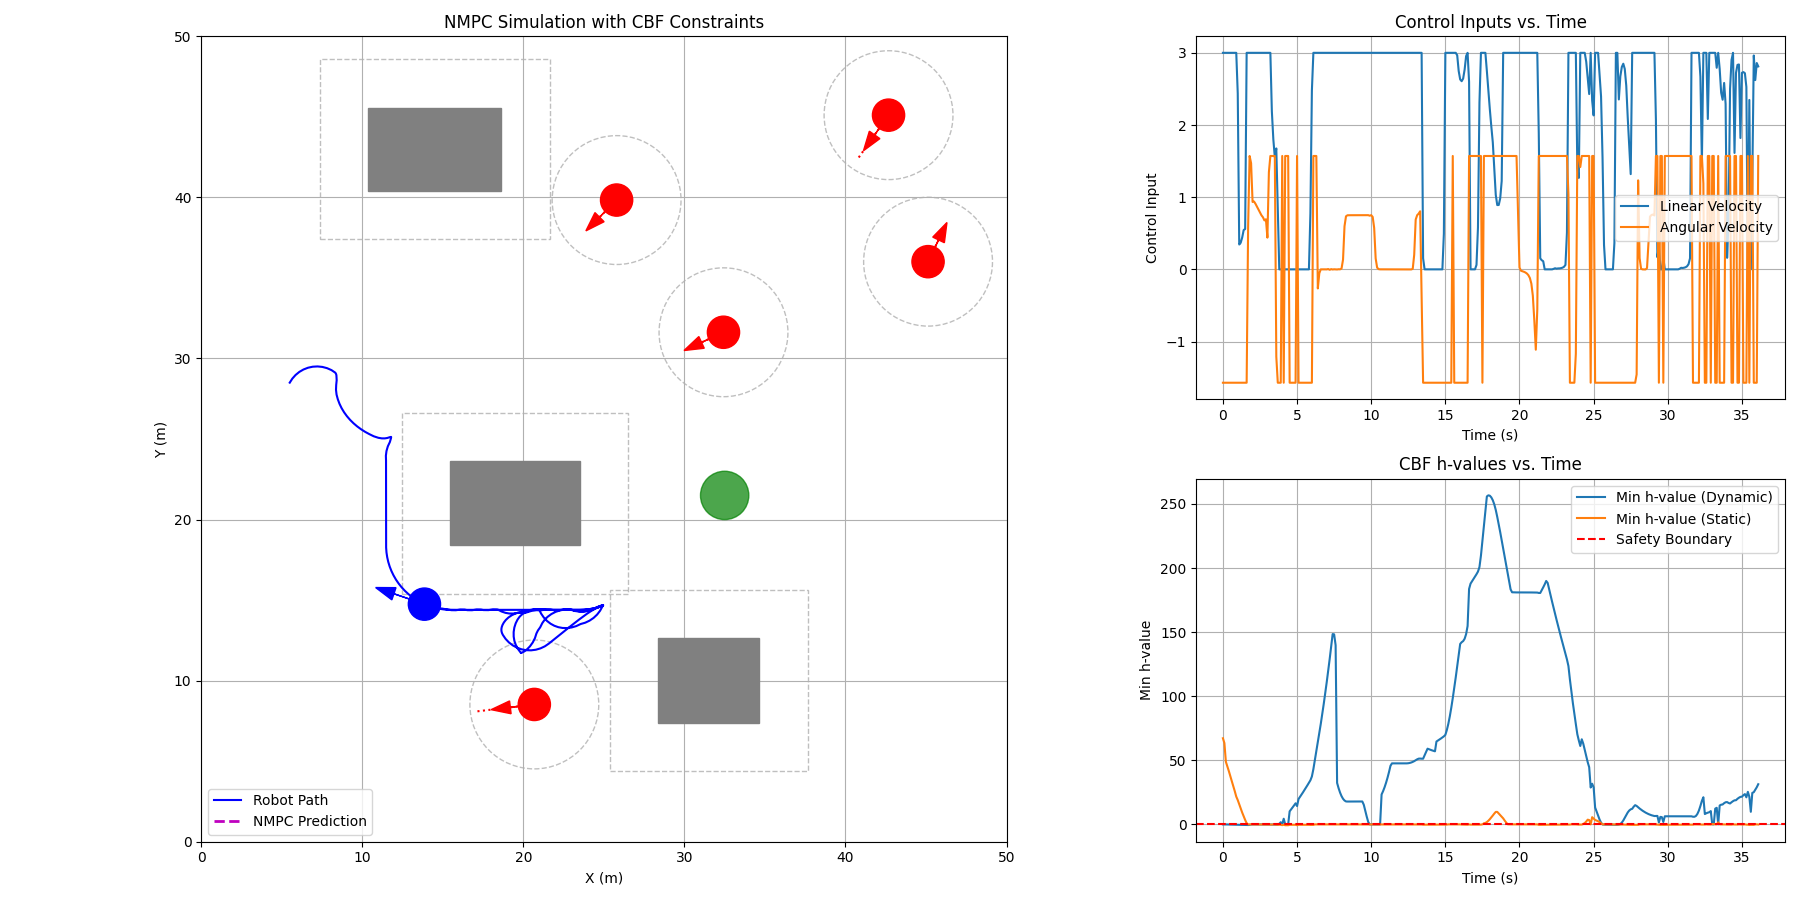 NMPC Simulation with CBF Constraints
50
40
30
20
10
0
Y (m)
Robot Path
NMPC Prediction
0 10 20 30 40 50
X (m)
Control Inputs vs. Time
3
2
1
0
−1
Control Input
Linear Velocity
Angular Velocity
0 5 10 15 20 25 30 35
Time (s)
CBF h-values vs. Time
250
200
150
100
50
0
Min h-value
Min h-value (Dynamic)
Min h-value (Static)
Safety Boundary
0 5 10 15 20 25 30 35
Time (s)